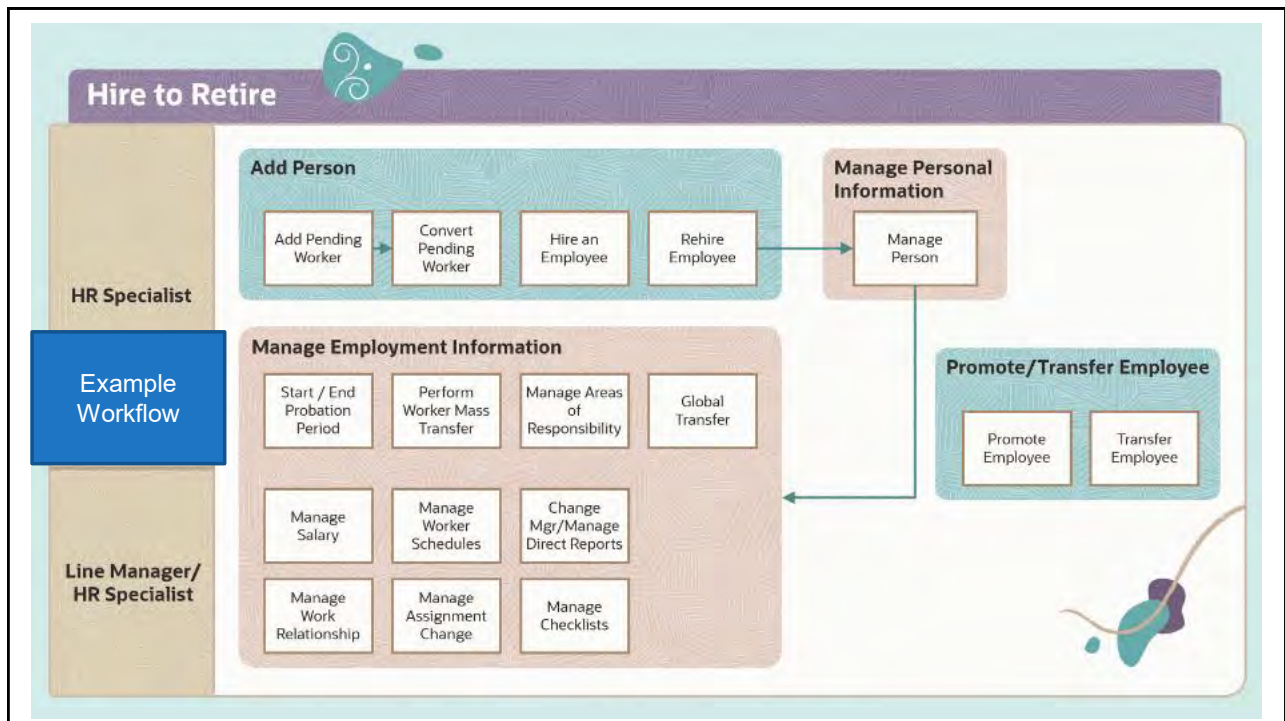 Hire to Retire
HR Specialist
Example
Workflow
Line Manager/
HR Specialist
Add Person
Add Pending
Worker
Convert
Pending
Worker
Hire an
Employee
Rehire
Employee
Manage Personal
Information
Manage
Person
Manage Employment Information
Start / End
Probation
Period
Perform
Worker Mass
Transfer
Manage Areas
of
Responsibility
Global
Transfer
Manage
Salary
Manage
Worker
Schedules
Change
Mgr/Manage
Direct Reports
Manage
Work
Relationship
Manage
Assignment
Change
Manage
Checklists
Promote/Transfer Employee
Promote
Employee
Transfer
Employee